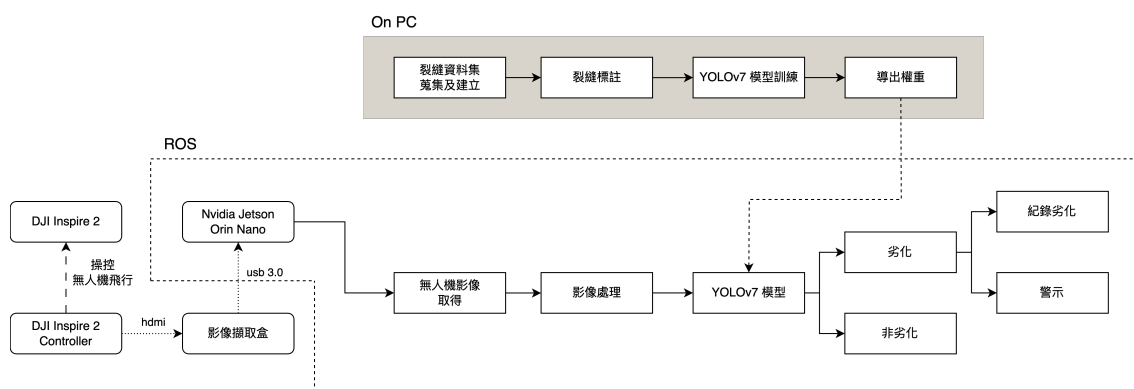 On PC
裂縫資料集
蒐集及建立
裂縫標註
YOLOv7 模型訓練
導出權重
ROS
DJI Inspire 2
Nvidia Jetson
Orin Nano
紀錄劣化
操控
無人機飛行
usb 3.0
無人機影像
取得
影像處理
YOLOv7 模型
劣化
警示
DJI Inspire 2
Controller
hdmi
影像擷取盒
非劣化